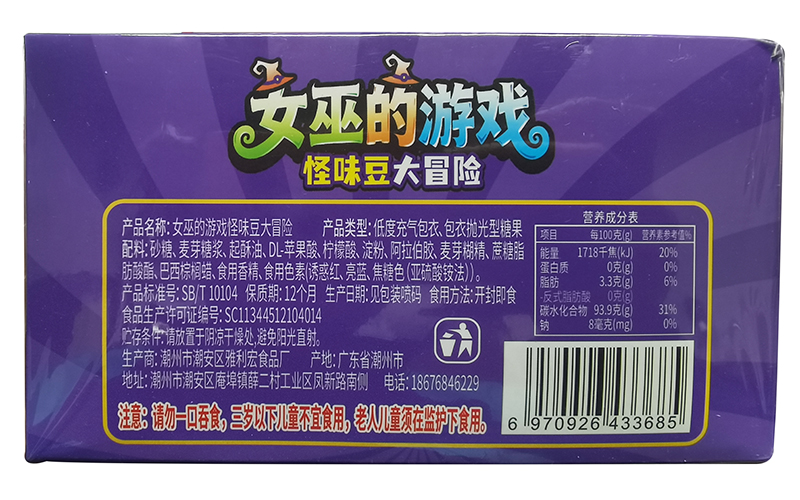 女巫的游戏
怪味豆大冒险
产品名称: 女巫的游戏怪味豆大冒险 产品类型: 低度充气包衣、包衣抛光型糖果
配料: 砂糖、麦芽糖浆、起酥油、DL-苹果酸、柠檬酸、淀粉、阿拉伯胶、麦芽糊精、蔗糖脂
肪酸酯、巴西棕榈蜡、食用香精、食用色素(诱惑红、亮蓝、焦糖色(亚硫酸铵法))。
产品标准号: SB/T 10104 保质期: 12个月 生产日期: 见包装喷码 食用方法: 开封即食
食品生产许可证编号: SC11344512104014
贮存条件: 请放置于阴凉干燥处, 避免阳光直射。
生产商: 潮州市潮安区雅利宏食品厂 产地: 广东省潮州市
地址: 潮州市潮安区庵埠镇薛二村工业区凤新路南侧 电话: 18676846229
注意: 请勿一口吞食, 三岁以下儿童不宜食用, 老人儿童须在监护下食用。
营养成分表
项目 每100克(g) 营养素参考值%
能量 1718千焦(kJ) 20%
蛋白质 0克(g) 0%
脂肪 3.3克(g) 6%
-反式脂肪酸 0克(g)
碳水化合物 93.9克(g) 31%
钠 8毫克(mg) 0%
6 970926 433685